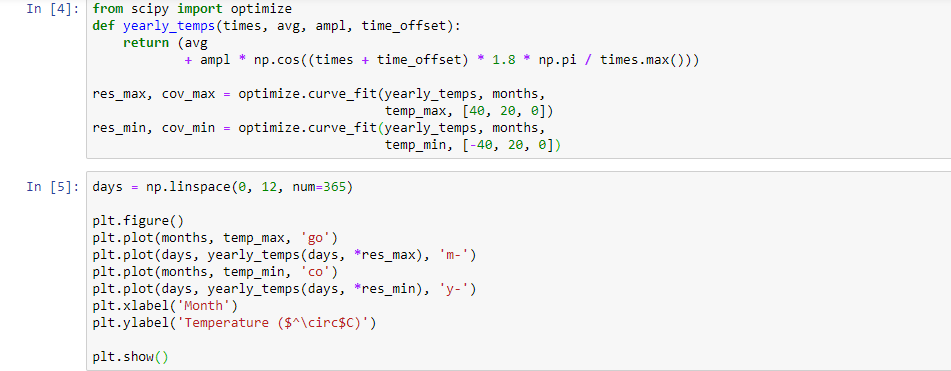 In [4]: from scipy import optimize
def yearly_temps(times, avg, ampl, time_offset):
    return (avg
            + ampl * np.cos((times + time_offset) * 1.8 * np.pi / times.max()))
res_max, cov_max = optimize.curve_fit(yearly_temps, months,
                                      temp_max, [40, 20, 0])
res_min, cov_min = optimize.curve_fit(yearly_temps, months,
                                      temp_min, [-40, 20, 0])
In [5]: days = np.linspace(0, 12, num=365)
plt.figure()
plt.plot(months, temp_max, 'go')
plt.plot(days, yearly_temps(days, *res_max), 'm-')
plt.plot(months, temp_min, 'co')
plt.plot(days, yearly_temps(days, *res_min), 'y-')
plt.xlabel('Month')
plt.ylabel('Temperature ($^\circ$C)')
plt.show()